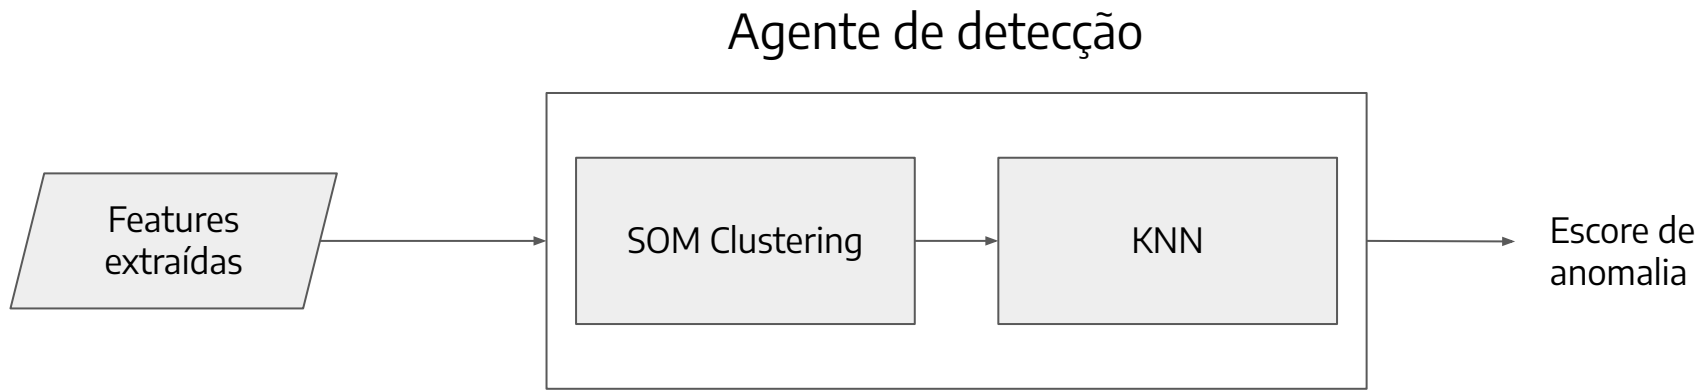 Agente de detecção
Features
extraídas
SOM Clustering
KNN
Escore de
anomalia